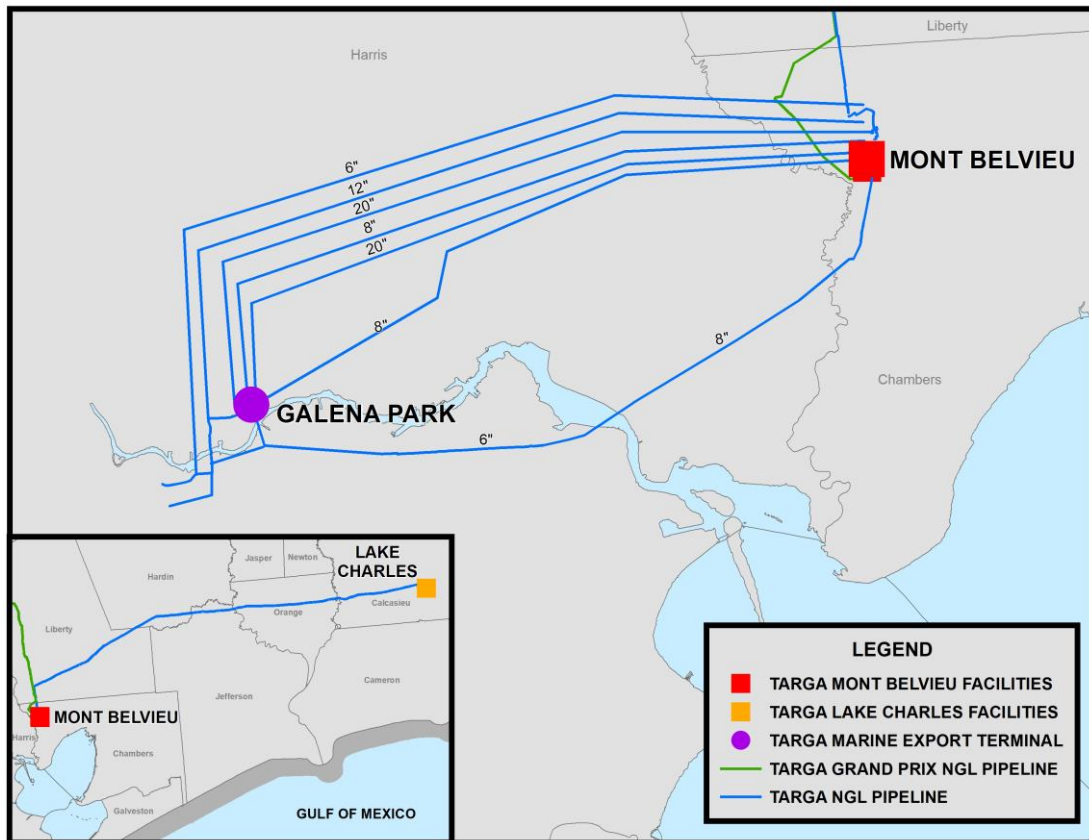 Liberty
Harris
MONT BELVIEU
6"
12"
20"
8"
20"
8"
8"
Chambers
GALENA PARK
6"
LAKE
CHARLES
Jasper
Newton
Hardin
Calcasieu
Orange
Liberty
Cameron
Jefferson
MONT BELVIEU
Harris
Chambers
Galveston
GULF OF MEXICO
LEGEND
TARGA MONT BELVIEU FACILITIES
TARGA LAKE CHARLES FACILITIES
TARGA MARINE EXPORT TERMINAL
TARGA GRAND PRIX NGL PIPELINE
TARGA NGL PIPELINE